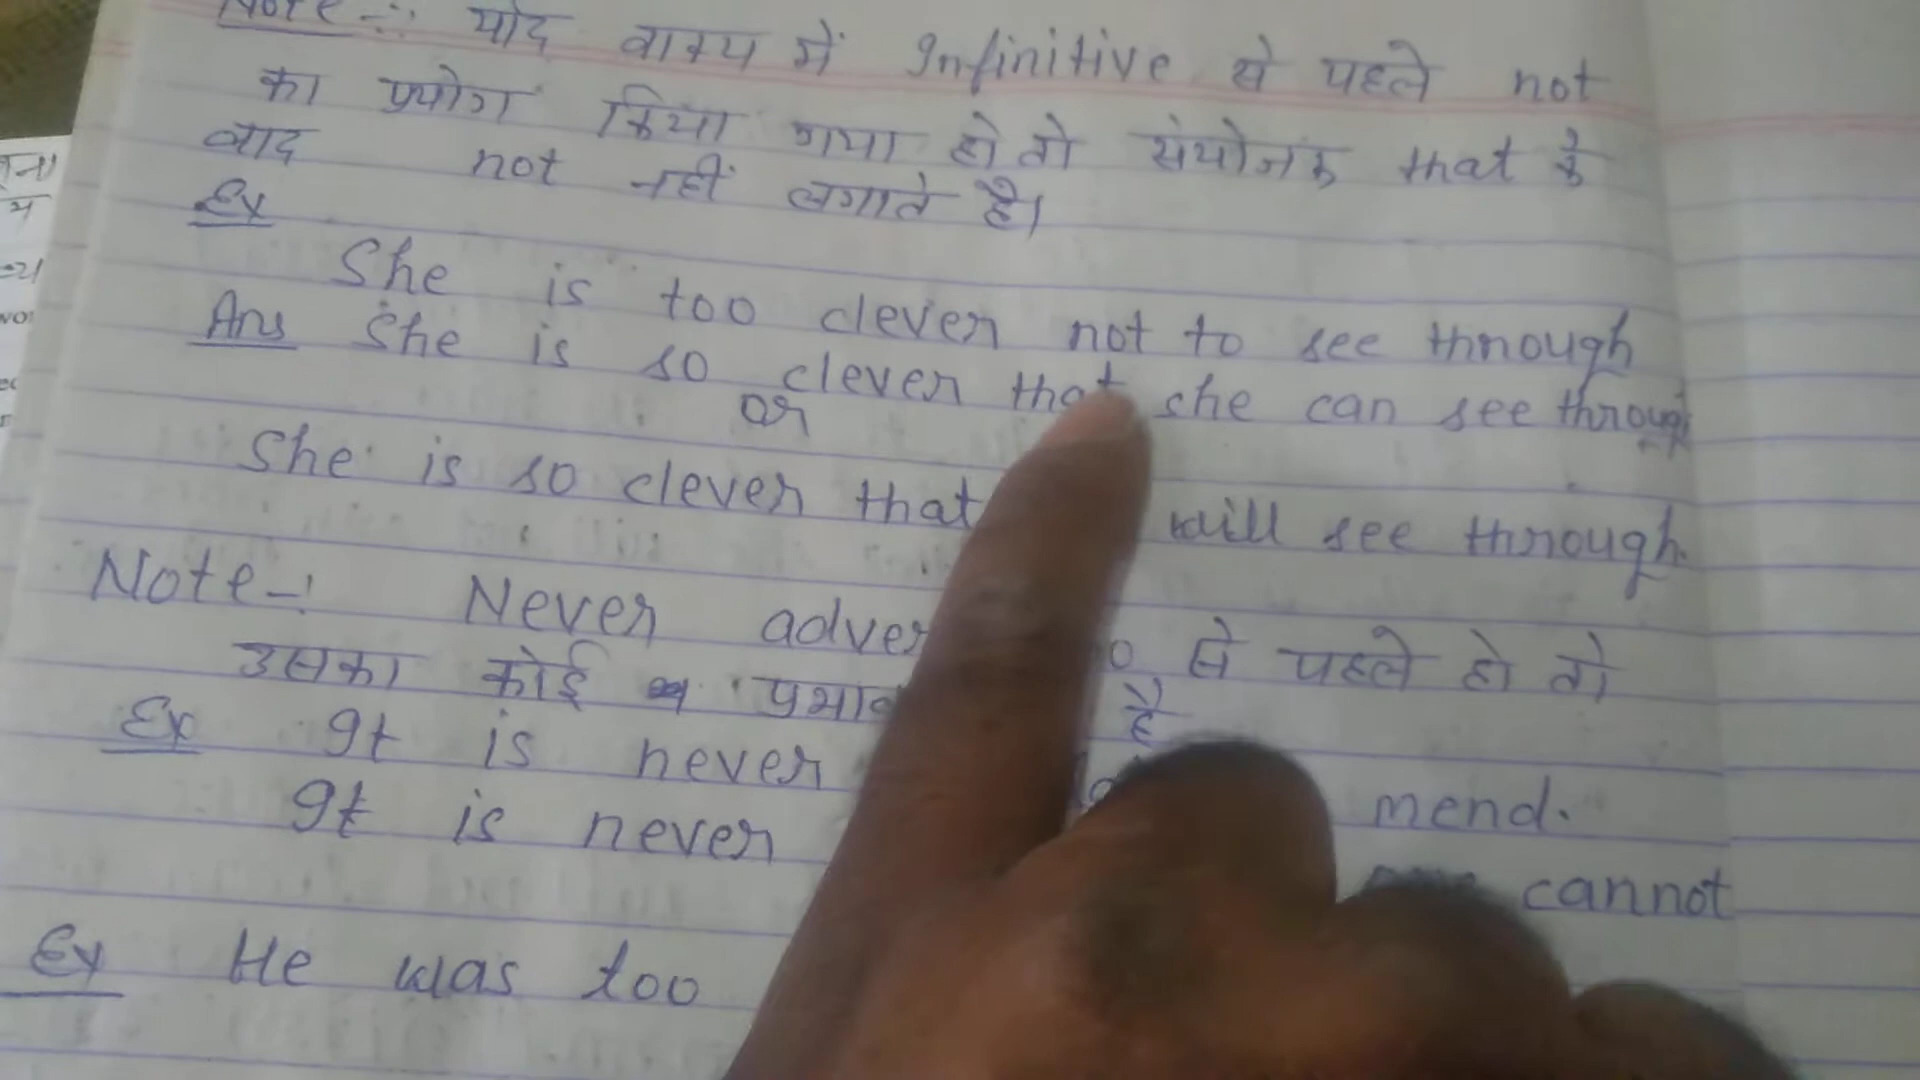 Note -: यदि वाक्य में Infinitive से पहले not
का प्रयोग किया गया हो तो संयोजक that के
बाद not नहीं लगाते है।
Ex
She is too clever not to see through
Ans She is so clever that she can see through
or
She is so clever that will see through.
Note -: Never से पहले हो तो
उसका कोई है
Ex It is never mend.
It is never cannot
Ex He was too